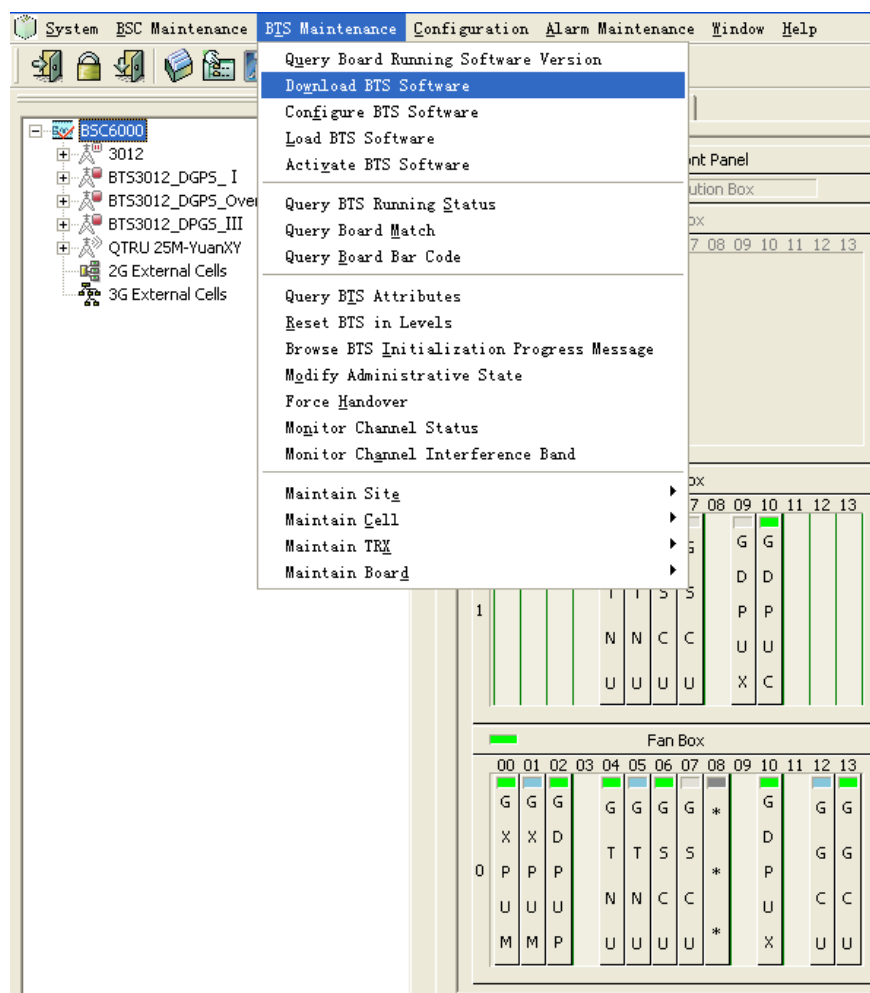 System BSC Maintenance BTS Maintenance Configuration Alarm Maintenance Window Help
Query Board Running Software Version
Download BTS Software
Configure BTS Software
Load BTS Software
Activate BTS Software
Query BTS Running Status
Query Board Match
Query Board Bar Code
Query BTS Attributes
Reset BTS in Levels
Browse BTS Initialization Progress Message
Modify Administrative State
Force Handover
Monitor Channel Status
Monitor Channel Interference Band
Maintain Site
Maintain Cell
Maintain TRX
Maintain Board
BSC6000
3012
BTS3012_DGPS_ I
BTS3012_DGPS_Over
BTS3012_DPGS_III
QTRU 25M-YuanXY
2G External Cells
3G External Cells
nt Panel
ution Box
ox
7 08 09 10 11 12 13
ox
7 08 09 10 11 12 13
G G
D D
T T S S P P
1
N N C C U U
U U U U X C
Fan Box
00 01 02 03 04 05 06 07 08 09 10 11 12 13
G G G G G G G * G G G
X X D T T S S D G G
0 P P P * P
U U U N N C C U C C
M M P U U U U * X U U